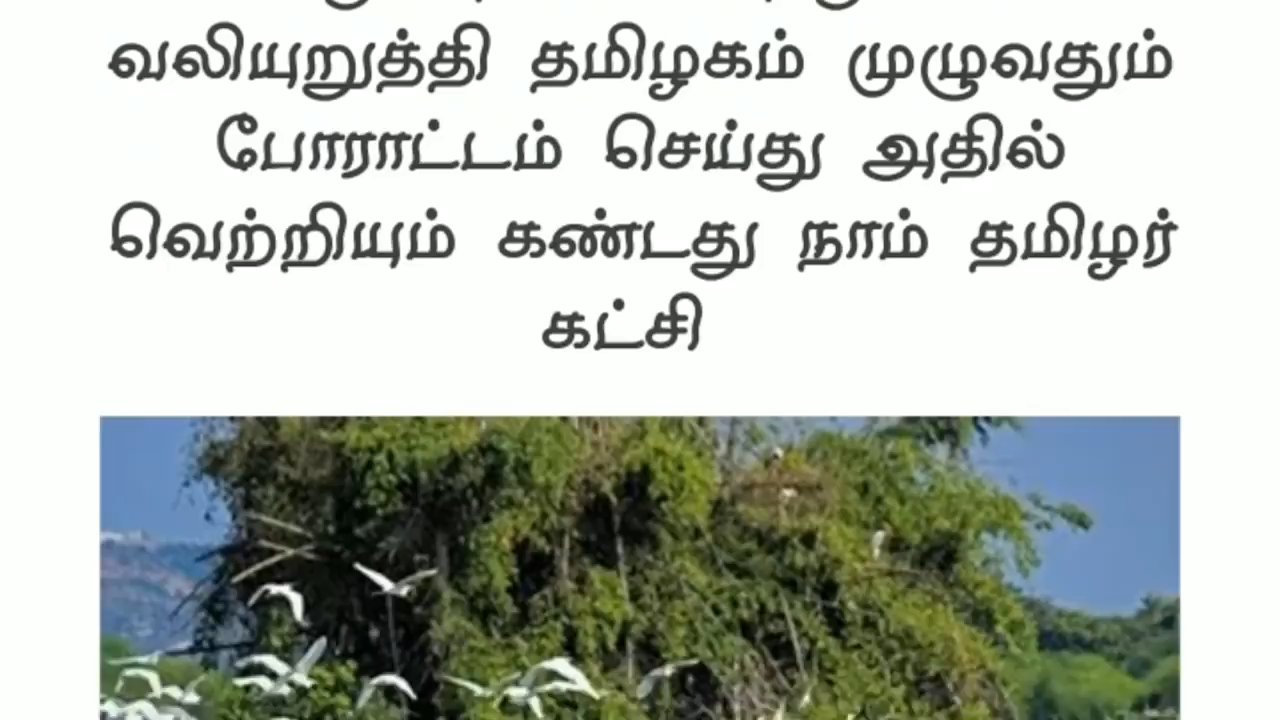 வலியுறுத்தி தமிழகம் முழுவதும்
போராட்டம் செய்து அதில்
வெற்றியும் கண்டது நாம் தமிழர்
கட்சி